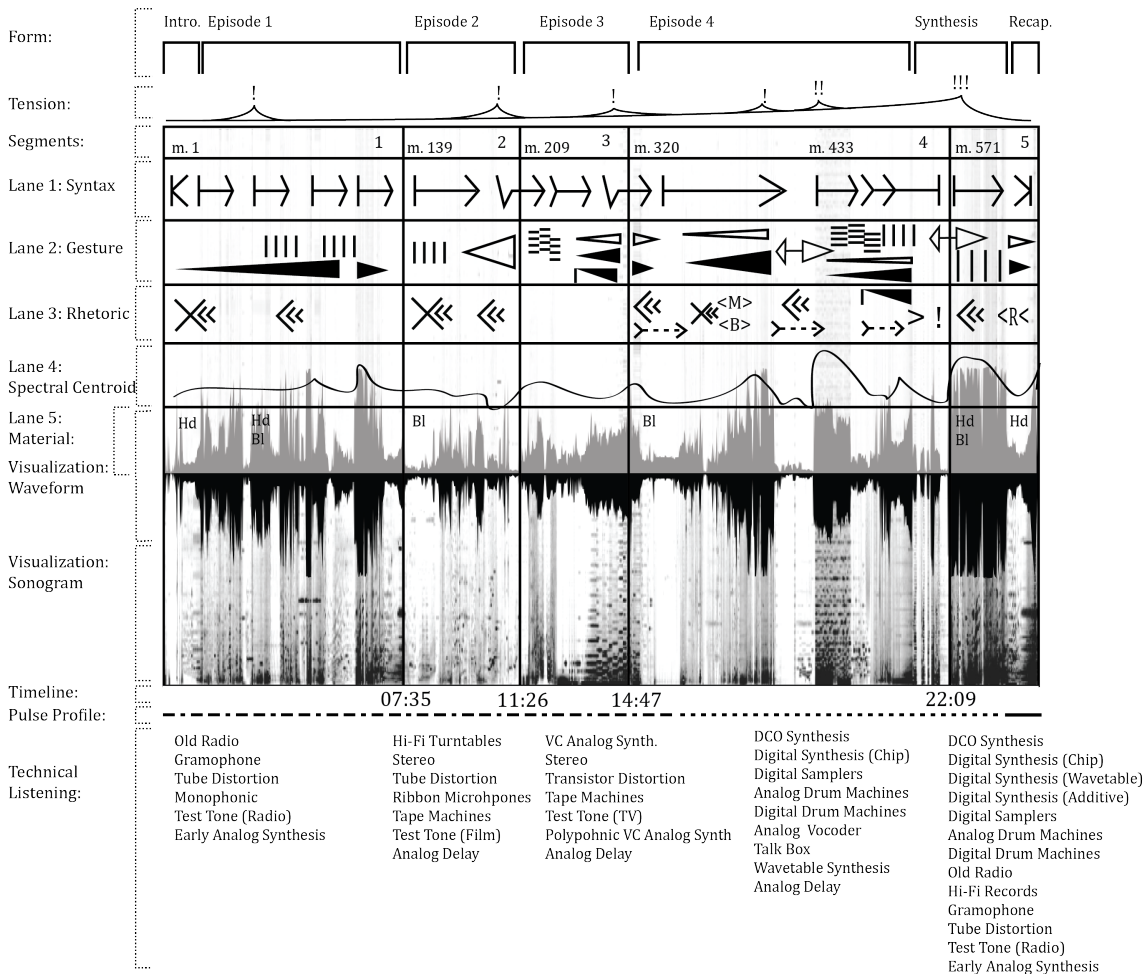 Form:
Intro. Episode 1 Episode 2 Episode 3 Episode 4 Synthesis Recap.
Tension:
! ! ! ! !! !!!
Segments:
m. 1 1 m. 139 2 m. 209 3 m. 320 m. 433 4 m. 571 5
Lane 1: Syntax
Lane 2: Gesture
Lane 3: Rhetoric
<M>
<B>
> !
<R<
Lane 4:
Spectral Centroid
Lane 5:
Material:
Hd
Hd
Bl
Bl
Bl
Hd
Bl
Hd
Visualization:
Waveform
Visualization:
Sonogram
Timeline:
07:35 11:26 14:47 22:09
Pulse Profile:
Technical
Listening:
Old Radio
Gramophone
Tube Distortion
Monophonic
Test Tone (Radio)
Early Analog Synthesis
Hi-Fi Turntables
Stereo
Tube Distortion
Ribbon Microhpones
Tape Machines
Test Tone (Film)
Analog Delay
VC Analog Synth.
Stereo
Transistor Distortion
Tape Machines
Test Tone (TV)
Polypohnic VC Analog Synth
Analog Delay
DCO Synthesis
Digital Synthesis (Chip)
Digital Samplers
Analog Drum Machines
Digital Drum Machines
Analog Vocoder
Talk Box
Wavetable Synthesis
Analog Delay
DCO Synthesis
Digital Synthesis (Chip)
Digital Synthesis (Wavetable)
Digital Synthesis (Additive)
Digital Samplers
Analog Drum Machines
Digital Drum Machines
Old Radio
Hi-Fi Records
Gramophone
Tube Distortion
Test Tone (Radio)
Early Analog Synthesis